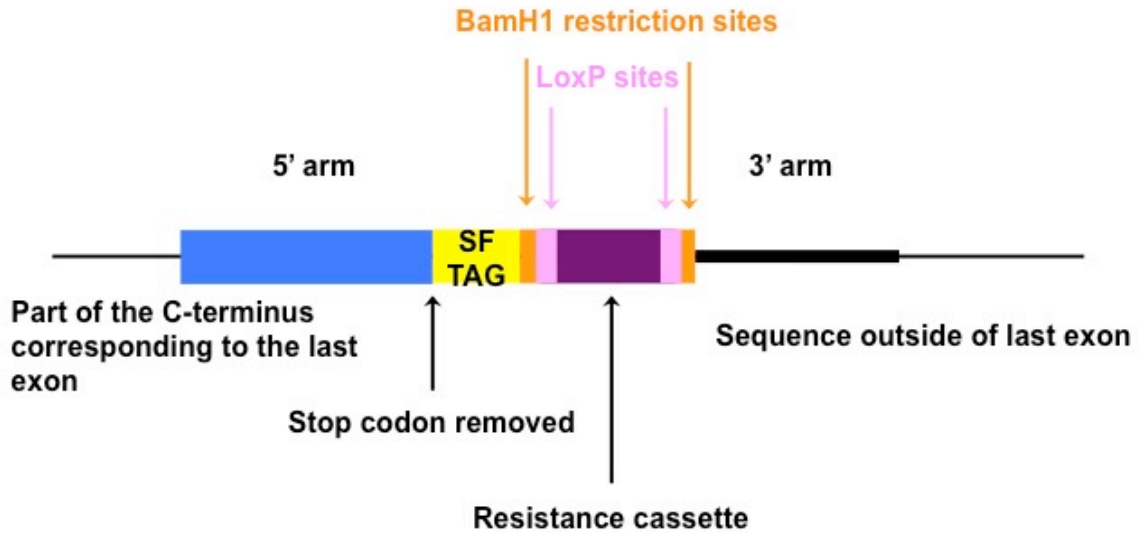 BamH1 restriction sites
LoxP sites
5’ arm
3’ arm
SF
TAG
Part of the C-terminus
corresponding to the last
exon
Sequence outside of last exon
Stop codon removed
Resistance cassette